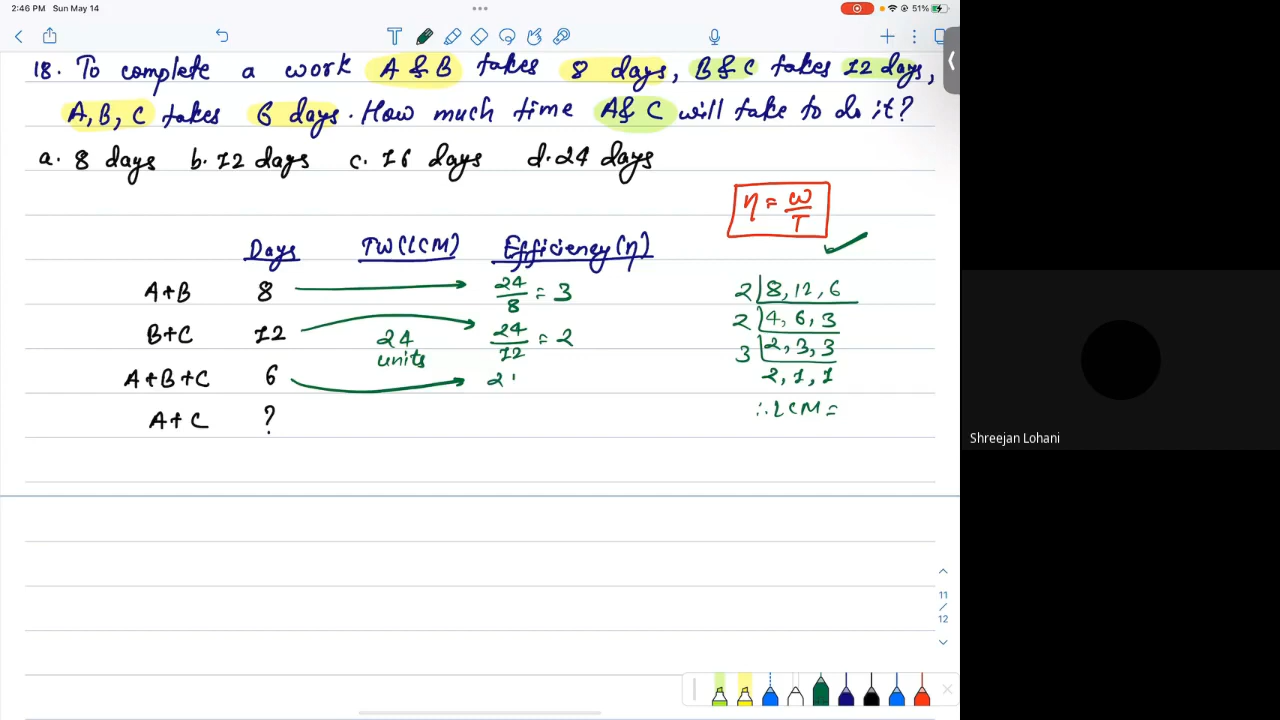 2:46 PM Sun May 14
51%
18. To complete a work A & B takes 8 days, B & C takes 12 days,
A, B, C takes 6 days. How much time A & C will take to do it?
a. 8 days b. 12 days c. 16 days d. 24 days
η = w/T
Days TW (LCM) Efficiency (η)
A+B 8 24/8 = 3
B+C 12 24 units 24/12 = 2
A+B+C 6 2
A+C ?
2 | 8, 12, 6
2 | 4, 6, 3
3 | 2, 3, 3
2, 1, 1
∴ LCM =
Shreejan Lohani
11
/
12